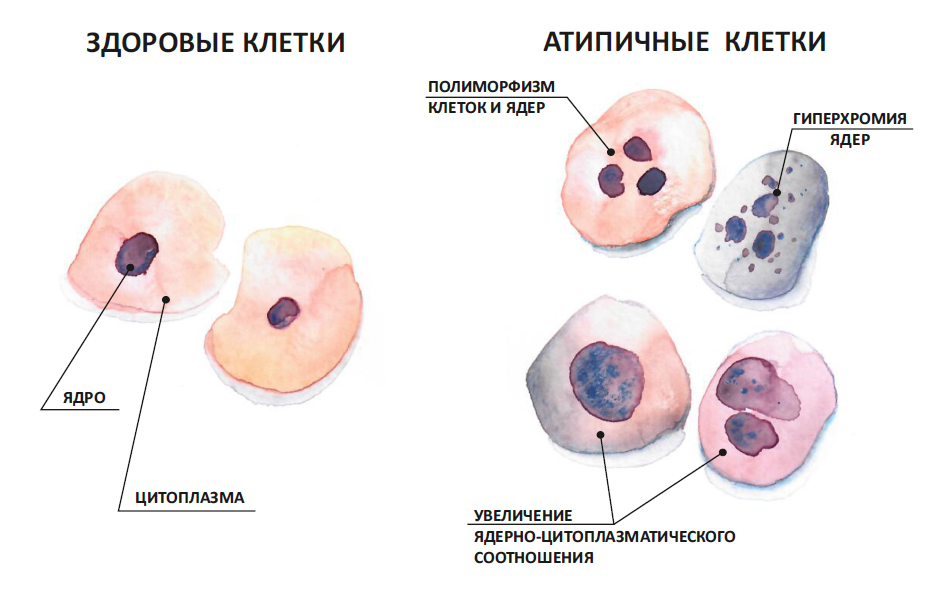 ЗДОРОВЫЕ КЛЕТКИ
АТИПИЧНЫЕ КЛЕТКИ
ПОЛИМОРФИЗМ
КЛЕТОК И ЯДЕР
ГИПЕРХРОМИЯ
ЯДЕР
ЯДРО
ЦИТОПЛАЗМА
УВЕЛИЧЕНИЕ
ЯДЕРНО-ЦИТОПЛАЗМАТИЧЕСКОГО
СООТНОШЕНИЯ